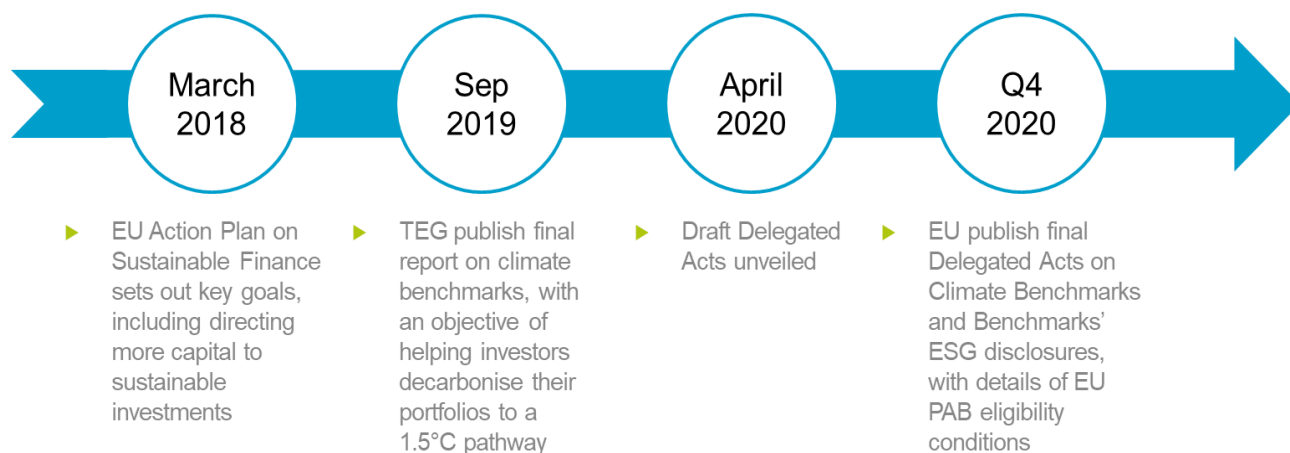 March
2018
Sep
2019
April
2020
Q4
2020
EU Action Plan on
Sustainable Finance
sets out key goals,
including directing
more capital to
sustainable
investments
TEG publish final
report on climate
benchmarks, with
an objective of
helping investors
decarbonise their
portfolios to a
1.5°C pathway
Draft Delegated
Acts unveiled
EU publish final
Delegated Acts on
Climate Benchmarks
and Benchmarks’
ESG disclosures,
with details of EU
PAB eligibility
conditions